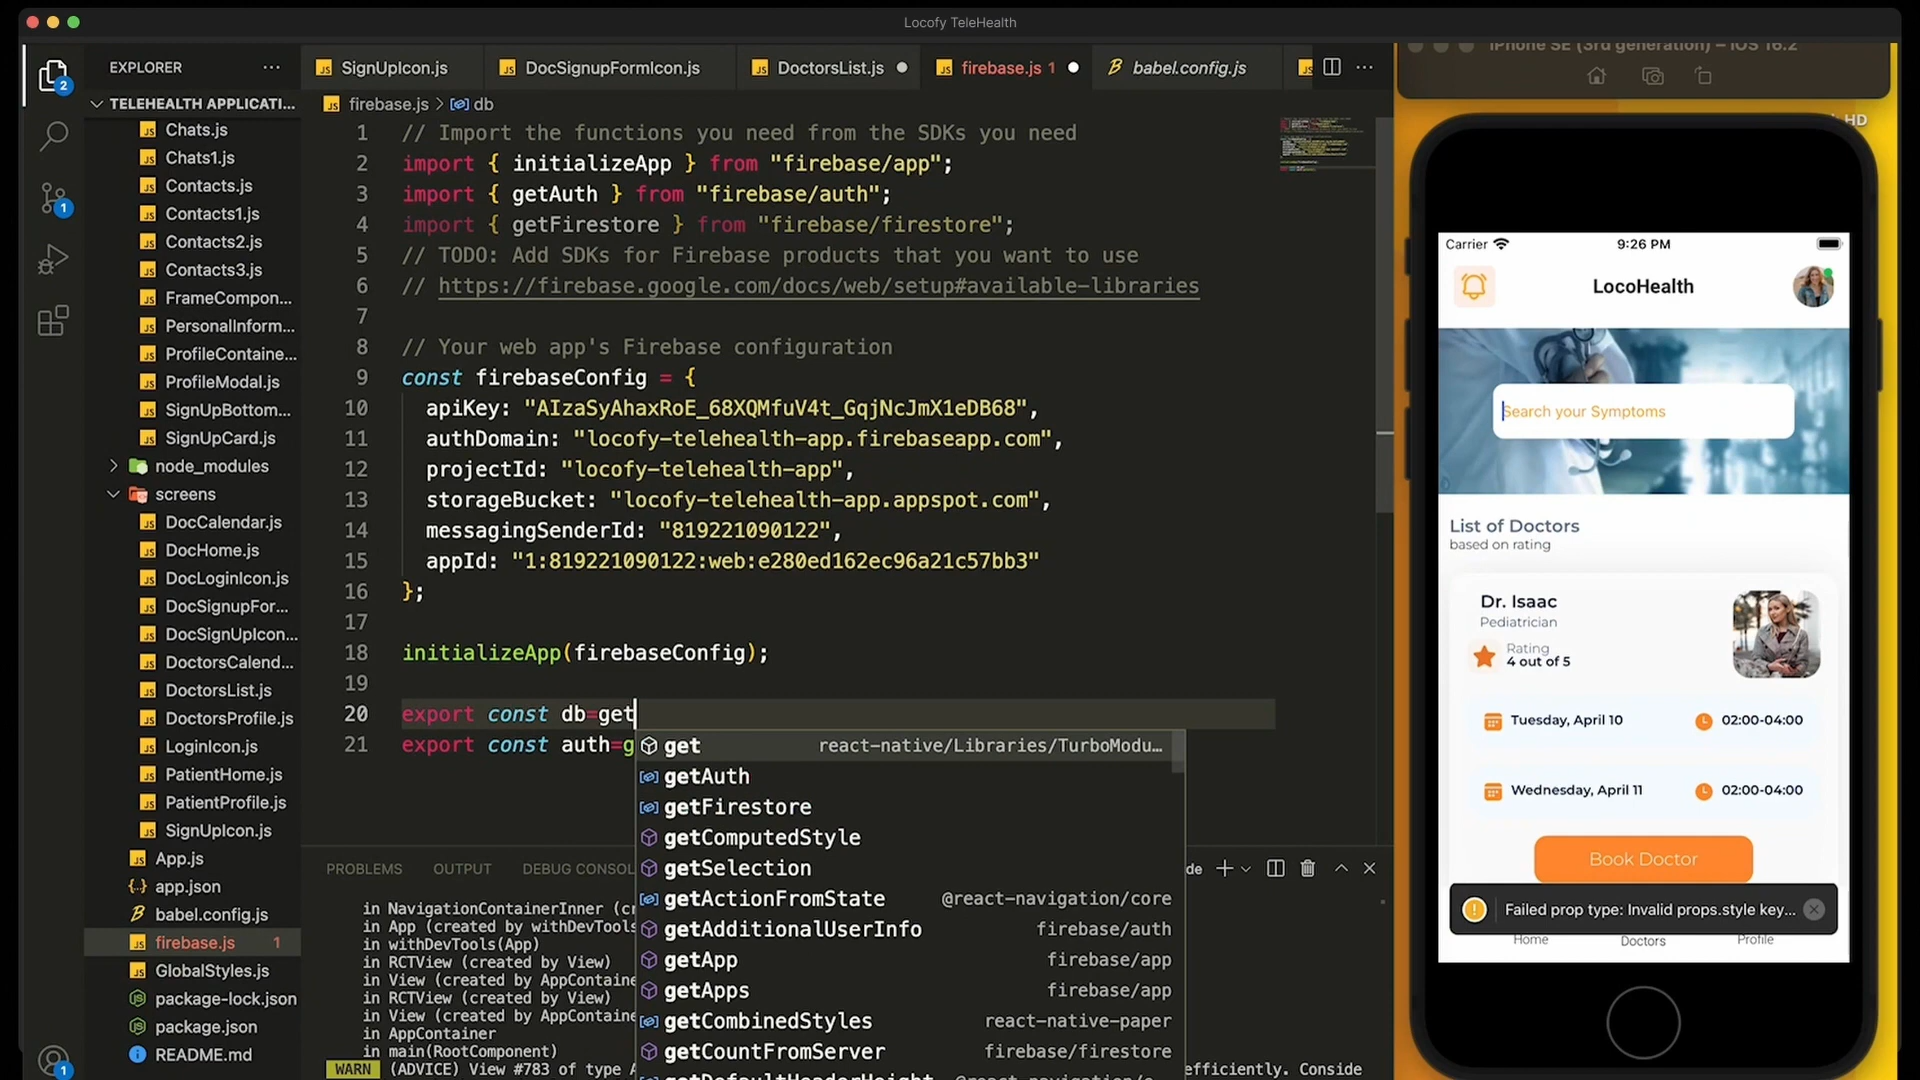 Locofy TeleHealth
EXPLORER
TELEHEALTH APPLICATI...
Chats.js
Chats1.js
Contacts.js
Contacts1.js
Contacts2.js
Contacts3.js
FrameCompon...
PersonalInform...
ProfileContaine...
ProfileModal.js
SignUpBottom...
SignUpCard.js
node_modules
screens
DocCalendar.js
DocHome.js
DocLoginIcon.js
DocSignupFor...
DocSignUpIcon...
DoctorsCalend...
DoctorsList.js
DoctorsProfile.js
LoginIcon.js
PatientHome.js
PatientProfile.js
SignUpIcon.js
App.js
app.json
babel.config.js
firebase.js 1
GlobalStyles.js
package-lock.json
package.json
README.md
2
1
1
SignUpIcon.js
DocSignupFormIcon.js
DoctorsList.js
firebase.js 1
babel.config.js
firebase.js > db
1 // Import the functions you need from the SDKs you need
2 import { initializeApp } from "firebase/app";
3 import { getAuth } from "firebase/auth";
4 import { getFirestore } from "firebase/firestore";
5 // TODO: Add SDKs for Firebase products that you want to use
6 // https://firebase.google.com/docs/web/setup#available-libraries
7
8 // Your web app's Firebase configuration
9 const firebaseConfig = {
10 apiKey: "AIzaSyAhaxRoE_68XQMfuV4t_GqjNcJmX1eDB68",
11 authDomain: "locofy-telehealth-app.firebaseapp.com",
12 projectId: "locofy-telehealth-app",
13 storageBucket: "locofy-telehealth-app.appspot.com",
14 messagingSenderId: "819221090122",
15 appId: "1:819221090122:web:e280ed162ec96a21c57bb3"
16 };
17
18 initializeApp(firebaseConfig);
19
20 export const db=get
21 export const auth=g
get react-native/Libraries/TurboModu...
getAuth
getFirestore
getComputedStyle
getSelection
getActionFromState @react-navigation/core
getAdditionalUserInfo firebase/auth
getApp firebase/app
getApps firebase/app
getCombinedStyles react-native-paper
getCountFromServer firebase/firestore
PROBLEMS OUTPUT DEBUG CONSOL de
in NavigationContainerInner (cr
in App (created by withDevTools
in withDevTools(App)
in RCTView (created by View)
in View (created by AppContaine
in RCTView (created by View)
in View (created by AppContaine
in AppContainer
in main(RootComponent)
WARN (ADVICE) View #783 of type efficiently. Conside
iPhone SE (3rd generation) – iOS 16.2
HD
Carrier 9:26 PM
LocoHealth
Search your Symptoms
List of Doctors
based on rating
Dr. Isaac
Pediatrician
Rating
4 out of 5
Tuesday, April 10 02:00-04:00
Wednesday, April 11 02:00-04:00
Book Doctor
Failed prop type: Invalid props.style key...
Home Doctors Profile